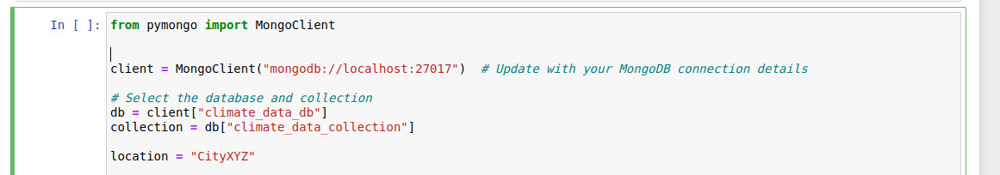 In [ ]: from pymongo import MongoClient
client = MongoClient("mongodb://localhost:27017")  # Update with your MongoDB connection details
# Select the database and collection
db = client["climate_data_db"]
collection = db["climate_data_collection"]
location = "CityXYZ"